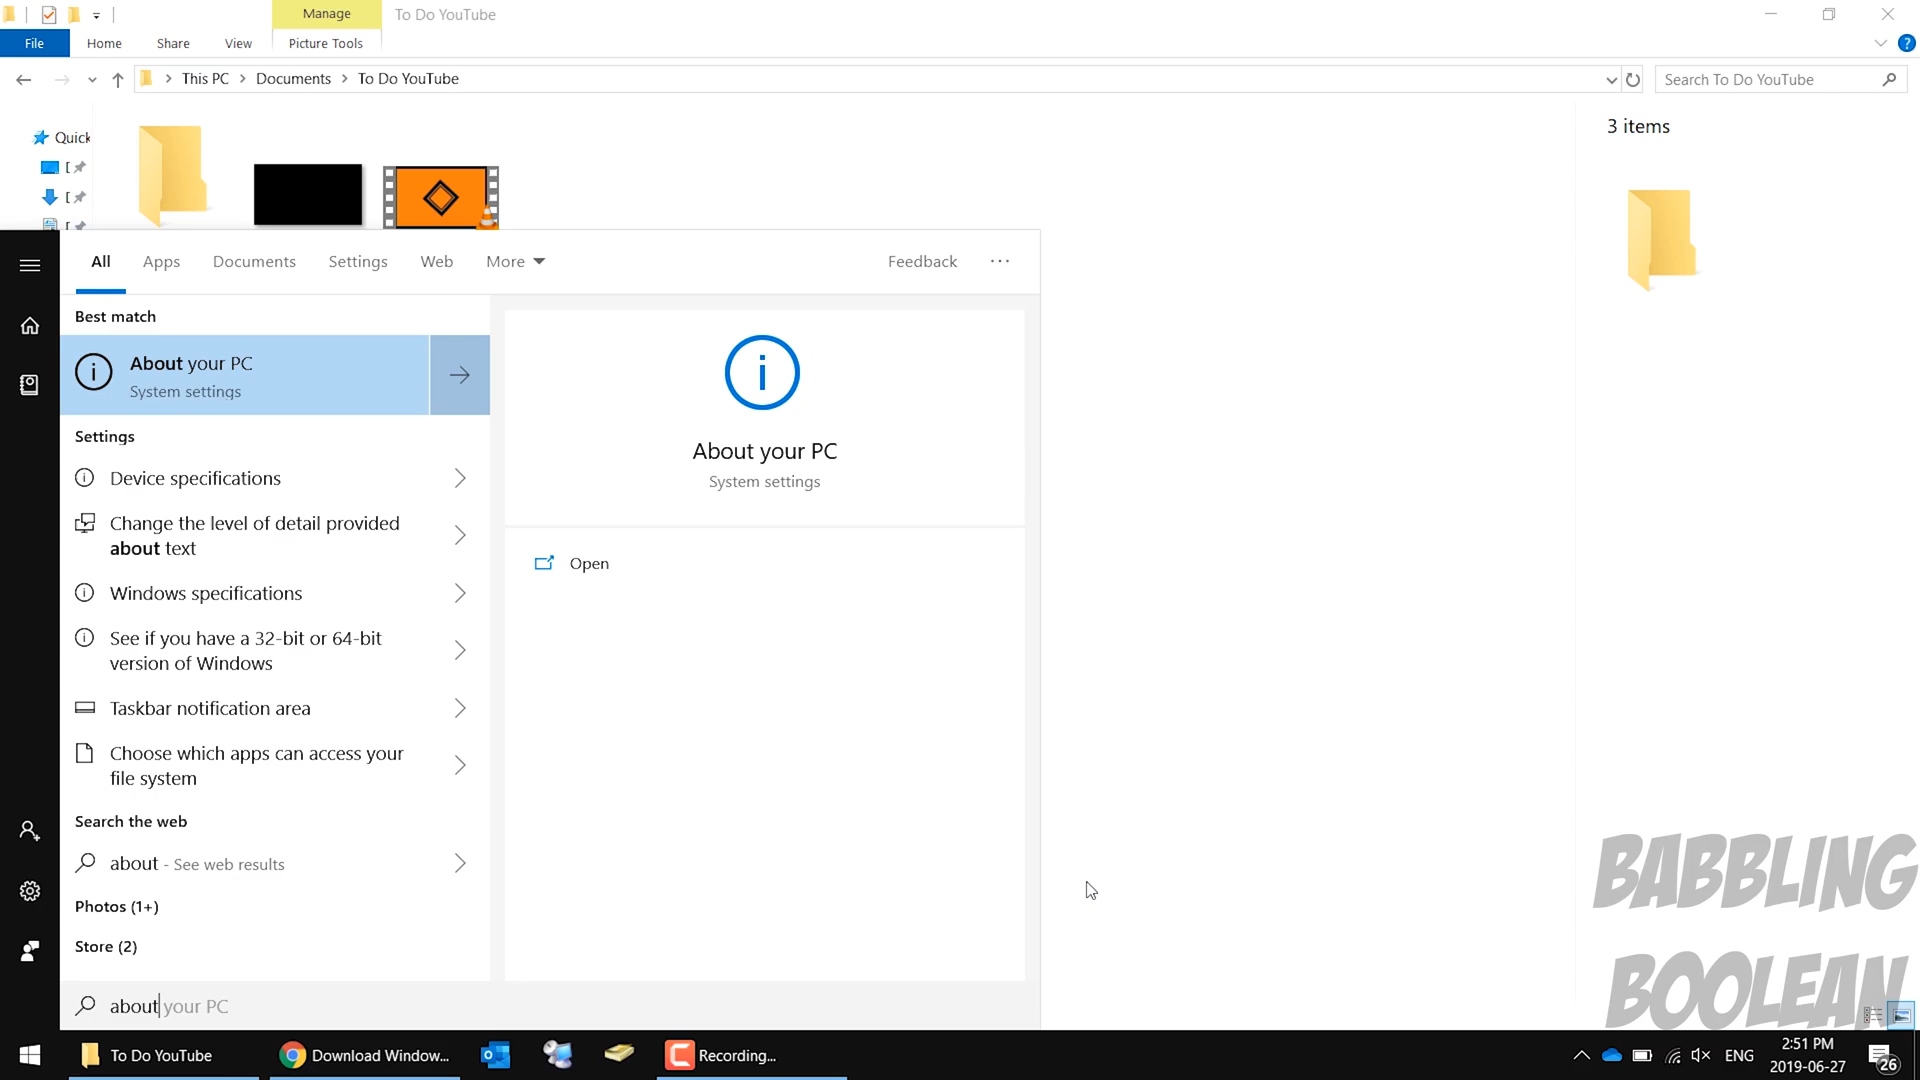 Manage
To Do YouTube
File
Home
Share
View
Picture Tools
This PC
Documents
To Do YouTube
Search To Do YouTube
Quick
3 items
All
Apps
Documents
Settings
Web
More
Feedback
Best match
About your PC
System settings
Settings
Device specifications
Change the level of detail provided
about text
Windows specifications
See if you have a 32-bit or 64-bit
version of Windows
Taskbar notification area
Choose which apps can access your
file system
Search the web
about - See web results
Photos (1+)
Store (2)
about your PC
About your PC
System settings
Open
BABBLING
BOOLEAN
To Do YouTube
Download Window...
Recording...
ENG
2:51 PM
2019-06-27
26